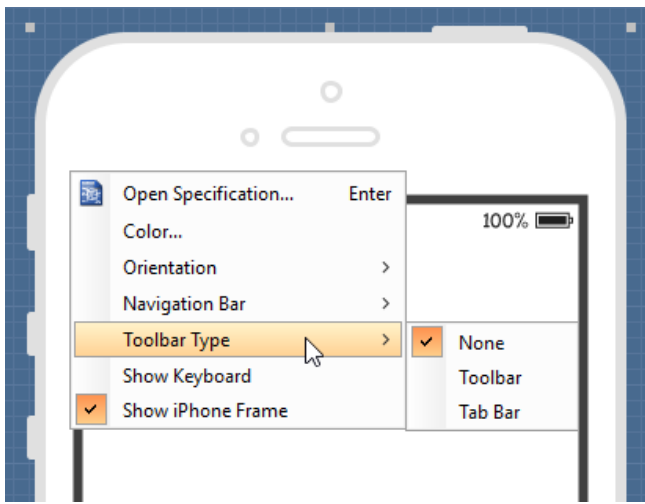 Open Specification... Enter
Color...
100%
Orientation
Navigation Bar
Toolbar Type
None
Show Keyboard
Toolbar
Show iPhone Frame
Tab Bar